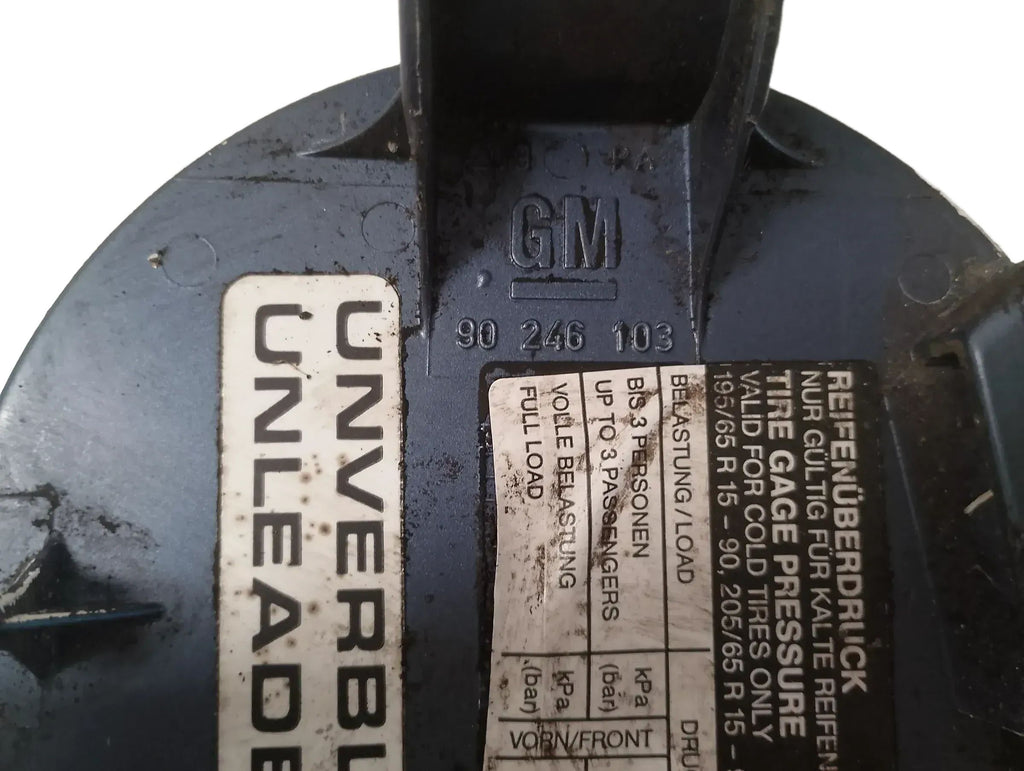 PA
GM
90 246 103
UNVERBL
UNLEADE
REIFENÜBERDRUCK
NUR GÜLTIG FÜR KALTE REIFEN
TIRE GAGE PRESSURE
VALID FOR COLD TIRES ONLY
195/65 R 15 - 90, 205/65 R 15 -
BELASTUNG/LOAD
BIS 3 PERSONEN
UP TO 3 PASSENGERS
VOLLE BELASTUNG
FULL LOAD
DRUC
kPa
(bar)
kPa
(bar)
VORN/FRONT